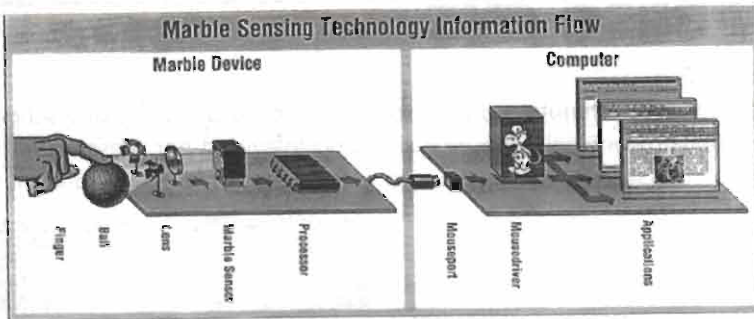 Marble Sensing Technology Information Flow
Marble Device
Computer
Finger
Ball
Lens
Marble Sensor
Processor
Mouseport
Mousedriver
Applications